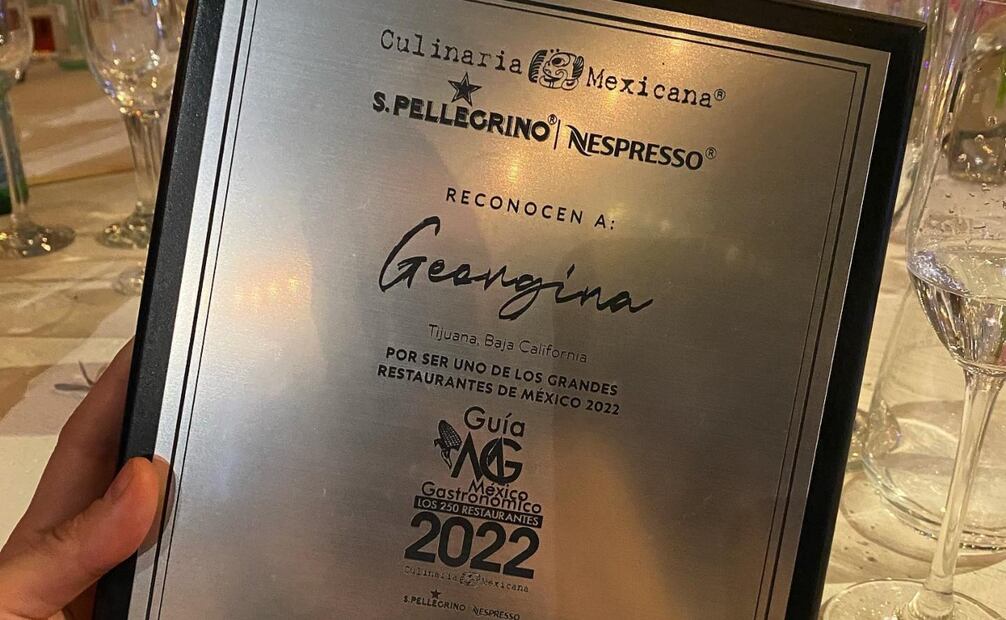 Culinaria Mexicana®
S.PELLEGRINO® | NESPRESSO®
RECONOCEN A:
Georgina
Tijuana, Baja California
POR SER UNO DE LOS GRANDES
RESTAURANTES DE MÉXICO 2022
Guía
MG
México
Gastronómico
LOS 250 RESTAURANTES
2022
Culinaria Mexicana
S.PELLEGRINO NESPRESSO